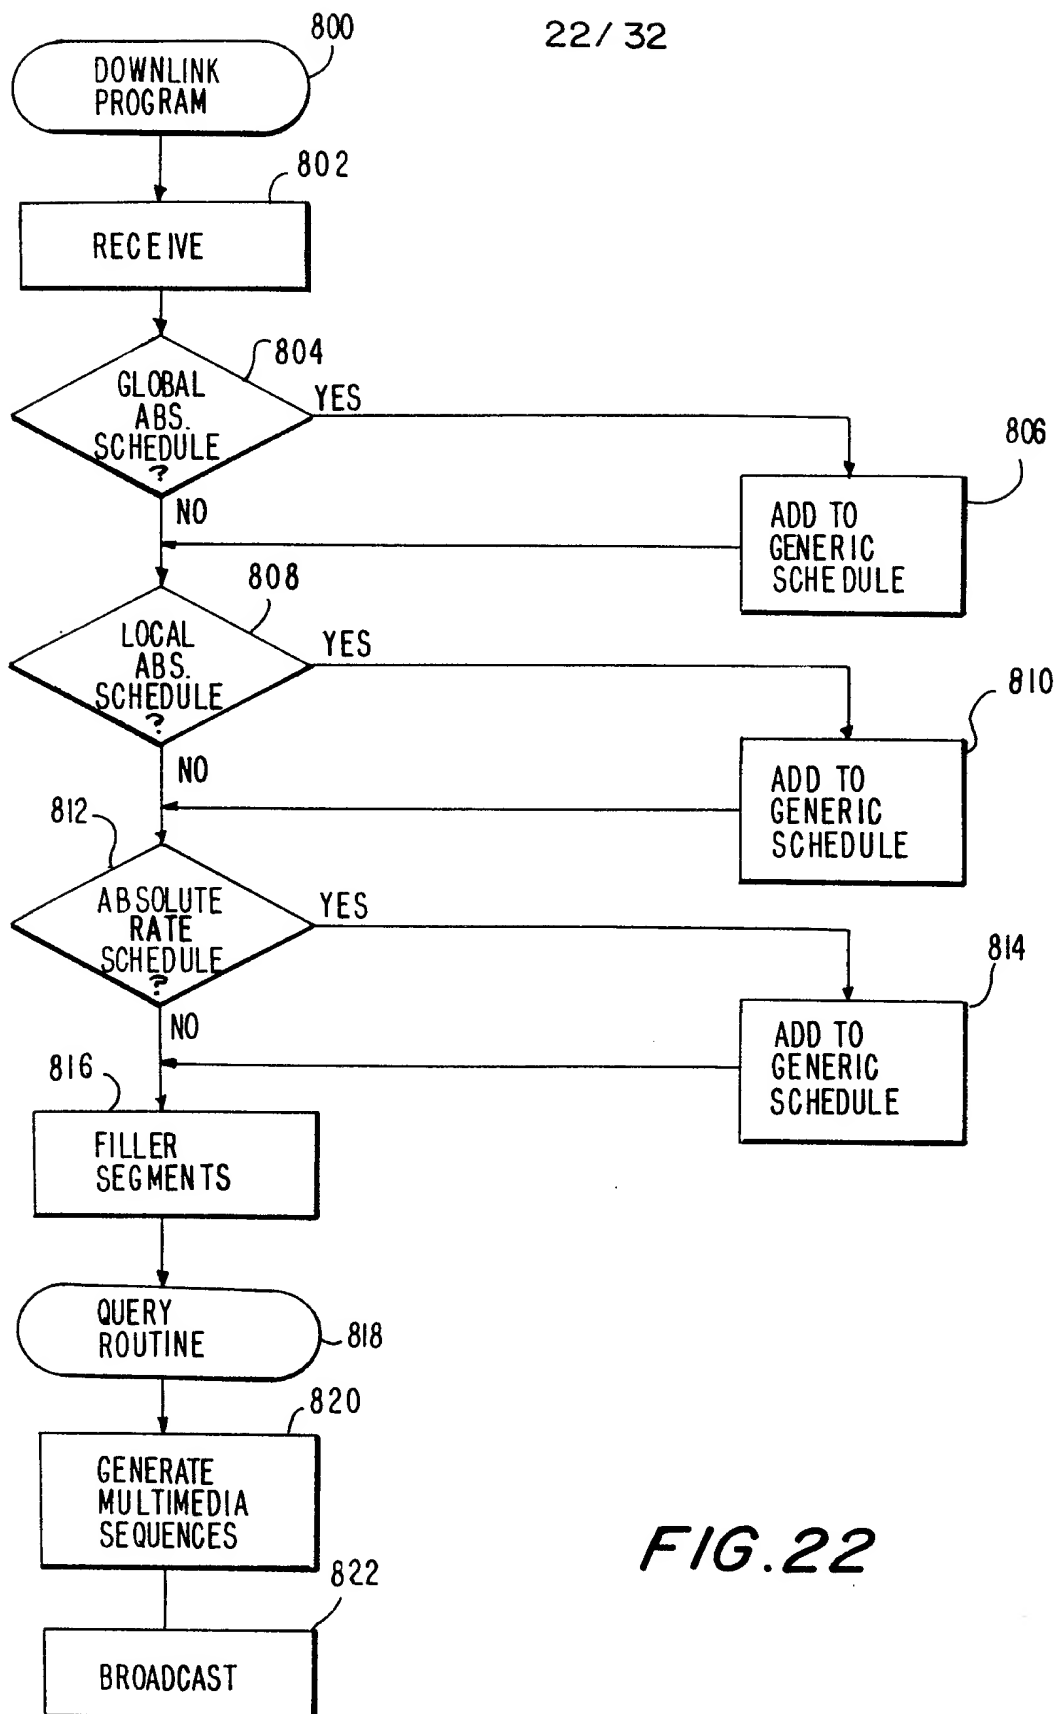 22/32
800
DOWNLINK
PROGRAM
802
RECEIVE
804
GLOBAL
ABS.
SCHEDULE
?
YES
NO
806
ADD TO
GENERIC
SCHEDULE
808
LOCAL
ABS.
SCHEDULE
?
YES
NO
810
ADD TO
GENERIC
SCHEDULE
812
ABSOLUTE
RATE
SCHEDULE
?
YES
NO
814
ADD TO
GENERIC
SCHEDULE
816
FILLER
SEGMENTS
QUERY
ROUTINE
818
820
GENERATE
MULTIMEDIA
SEQUENCES
822
BROADCAST
FIG.22